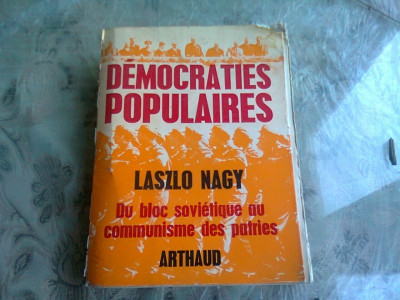 DÉMOCRATIES
POPULAIRES
LASZLO NAGY
Du bloc soviétique au
communisme des patries
ARTHAUD